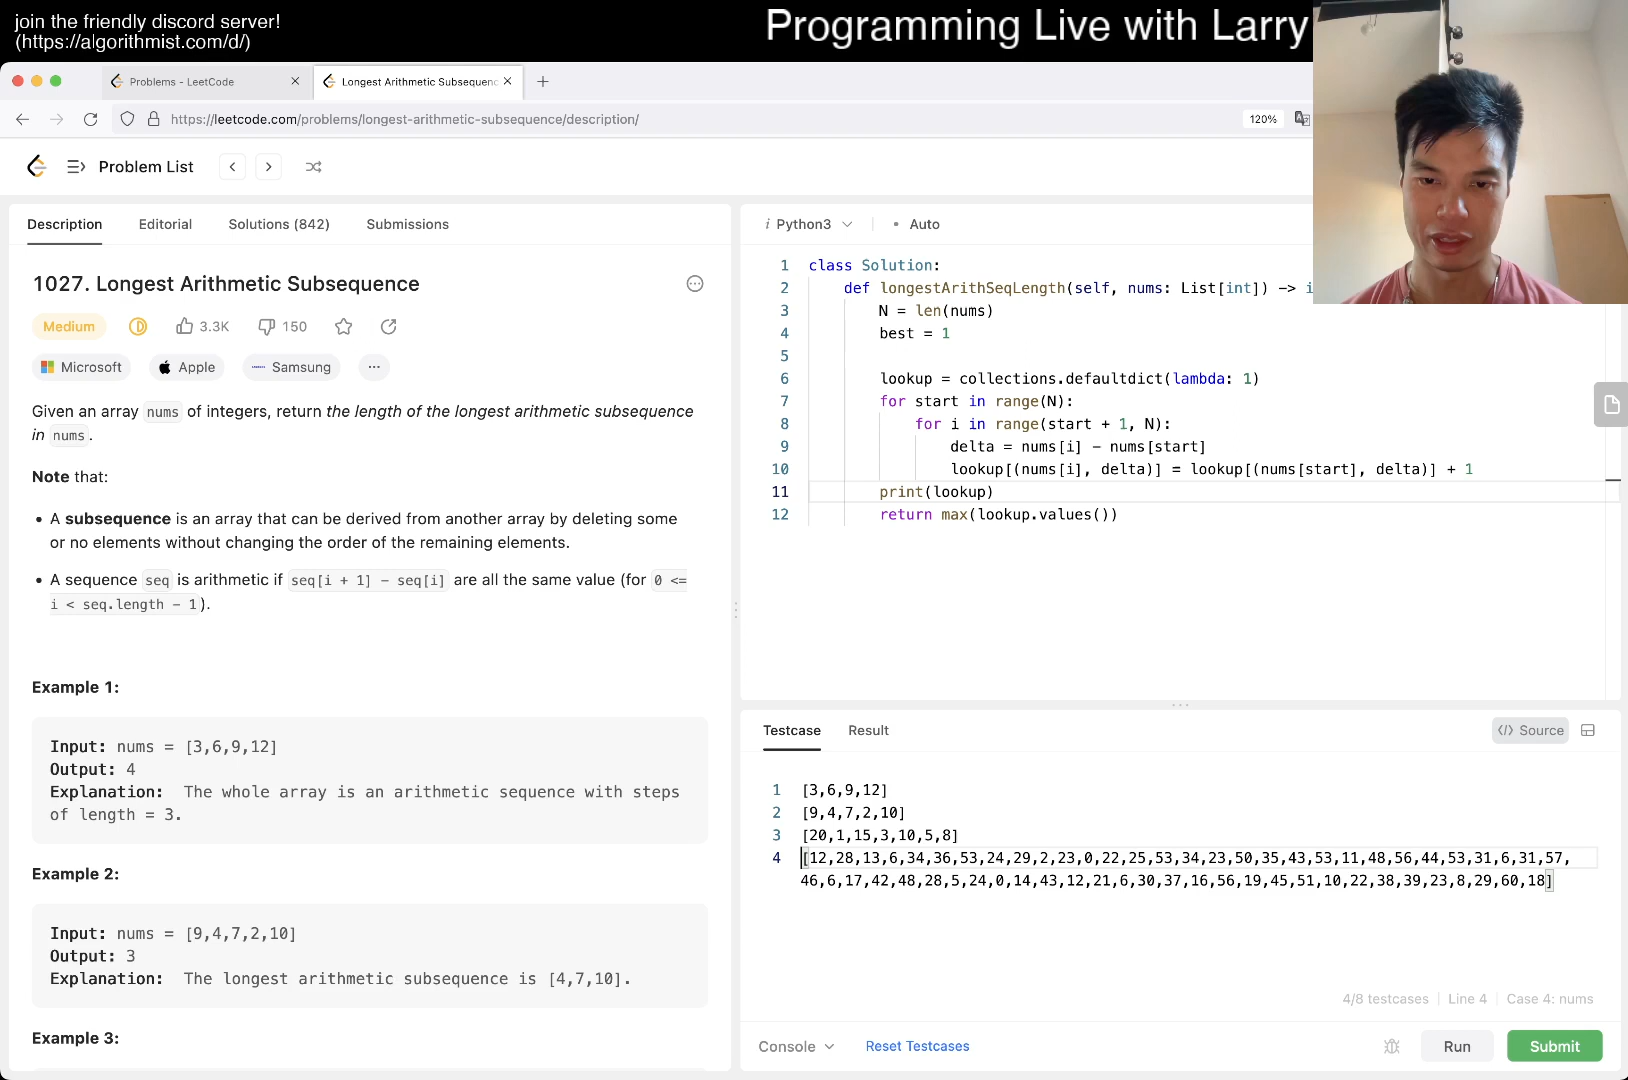 join the friendly discord server!
(https://algorithmist.com/d/)
Programming Live with Larry
Problems - LeetCode
Longest Arithmetic Subsequenc
https://leetcode.com/problems/longest-arithmetic-subsequence/description/
120%
Problem List
Description
Editorial
Solutions (842)
Submissions
1027. Longest Arithmetic Subsequence
Medium
3.3K
150
Microsoft
Apple
Samsung
...
Given an array nums of integers, return the length of the longest arithmetic subsequence
in nums.
Note that:
• A subsequence is an array that can be derived from another array by deleting some
or no elements without changing the order of the remaining elements.
• A sequence seq is arithmetic if seq[i + 1] - seq[i] are all the same value (for 0 <=
i < seq.length - 1).
Example 1:
Input: nums = [3,6,9,12]
Output: 4
Explanation:  The whole array is an arithmetic sequence with steps
of length = 3.
Example 2:
Input: nums = [9,4,7,2,10]
Output: 3
Explanation:  The longest arithmetic subsequence is [4,7,10].
Example 3:
i Python3
Auto
1 class Solution:
2 def longestArithSeqLength(self, nums: List[int]) -> i
3 N = len(nums)
4 best = 1
5
6 lookup = collections.defaultdict(lambda: 1)
7 for start in range(N):
8 for i in range(start + 1, N):
9 delta = nums[i] - nums[start]
10 lookup[(nums[i], delta)] = lookup[(nums[start], delta)] + 1
11 print(lookup)
12 return max(lookup.values())
Testcase
Result
</> Source
1 [3,6,9,12]
2 [9,4,7,2,10]
3 [20,1,15,3,10,5,8]
4 [12,28,13,6,34,36,53,24,29,2,23,0,22,25,53,34,23,50,35,43,53,11,48,56,44,53,31,6,31,57,
46,6,17,42,48,28,5,24,0,14,43,12,21,6,30,37,16,56,19,45,51,10,22,38,39,23,8,29,60,18]
4/8 testcases
Line 4
Case 4: nums
Console
Reset Testcases
Run
Submit